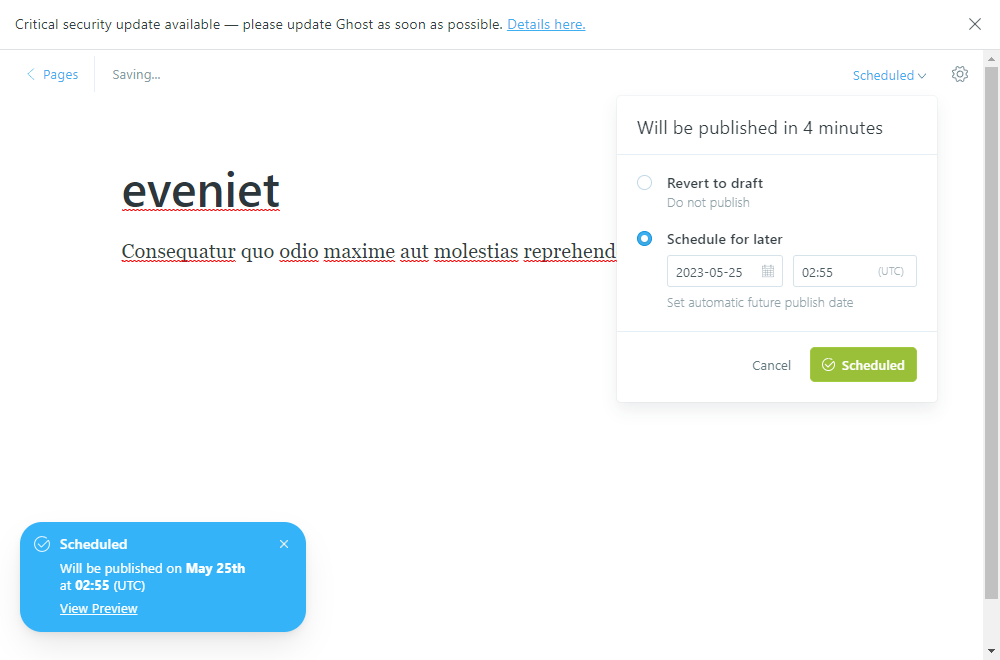 Critical security update available — please update Ghost as soon as possible. Details here.
Pages
Saving...
Scheduled
Will be published in 4 minutes
eveniet
Consequatur quo odio maxime aut molestias reprehend
Revert to draft
Do not publish
Schedule for later
2023-05-25
02:55 (UTC)
Set automatic future publish date
Cancel
Scheduled
Scheduled
Will be published on May 25th
at 02:55 (UTC)
View Preview